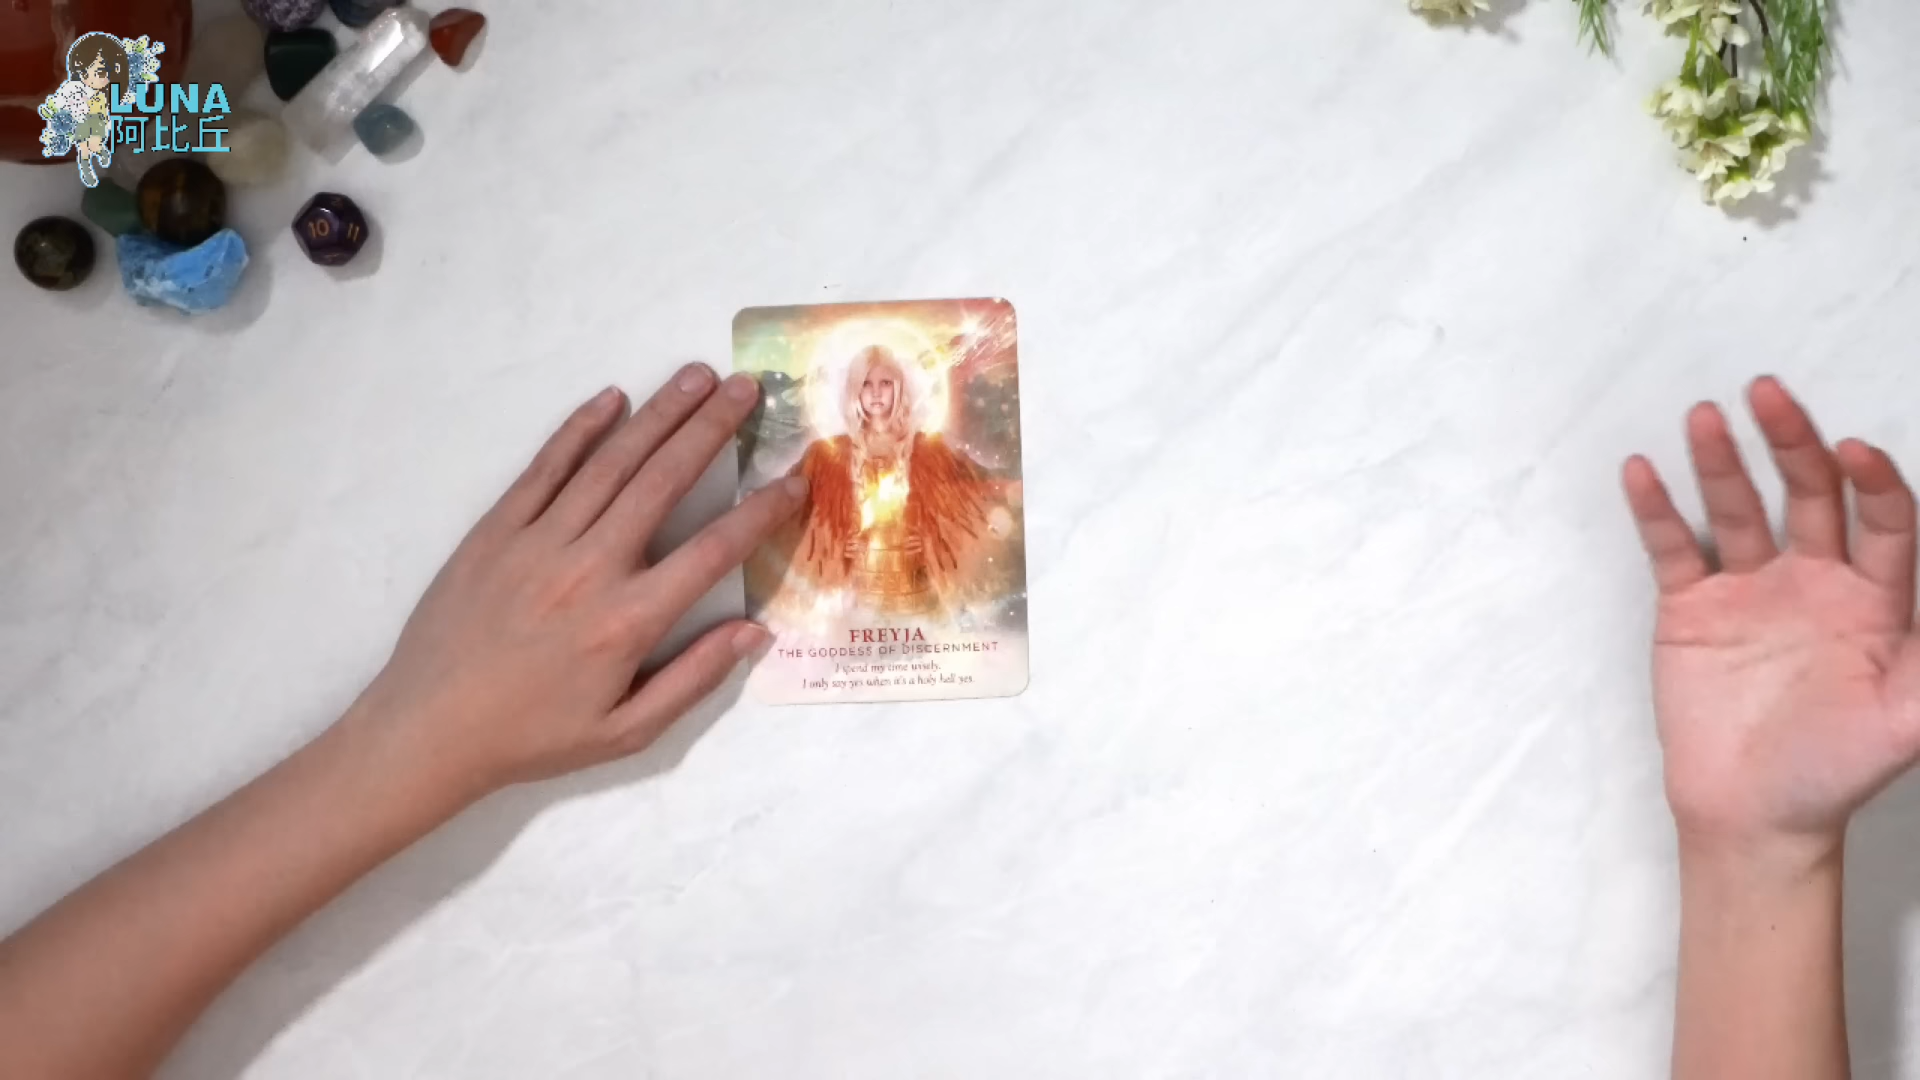 LUNA
阿比丘
10
11
FREYJA
THE GODDESS OF DISCERNMENT
I spend my time wisely.
I only say yes when it's a holy hell yes.